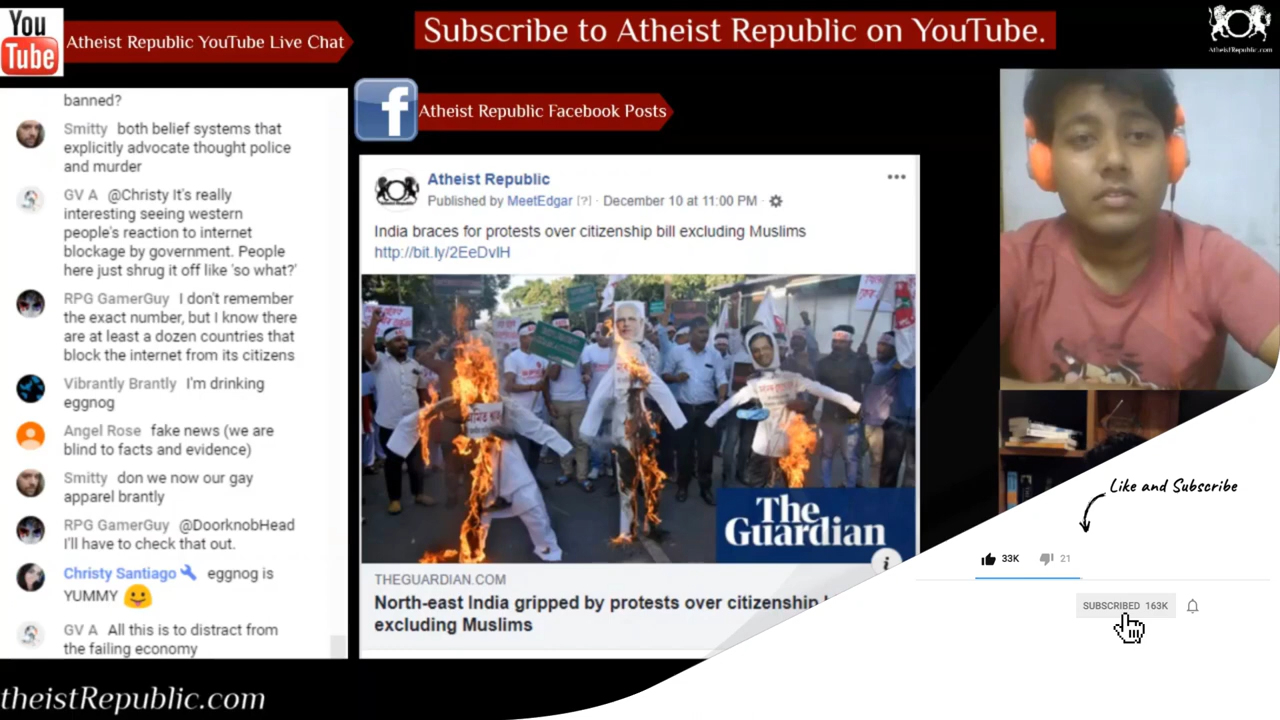 You
Tube
Atheist Republic YouTube Live Chat
Subscribe to Atheist Republic on YouTube.
AtheistRepublic.com
banned?
Smitty both belief systems that
explicitly advocate thought police
and murder
GV A @Christy It's really
interesting seeing western
people's reaction to internet
blockage by government. People
here just shrug it off like 'so what?'
RPG GamerGuy I don't remember
the exact number, but I know there
are at least a dozen countries that
block the internet from its citizens
Vibrantly Brantly I'm drinking
eggnog
Angel Rose fake news (we are
blind to facts and evidence)
Smitty don we now our gay
apparel brantly
RPG GamerGuy @DoorknobHead
I'll have to check that out.
Christy Santiago eggnog is
YUMMY
GV A All this is to distract from
the failing economy
f
Atheist Republic Facebook Posts
Atheist Republic
Published by MeetEdgar [?] · December 10 at 11:00 PM ·
India braces for protests over citizenship bill excluding Muslims
http://bit.ly/2EeDvlH
The
Guardian
i
THEGUARDIAN.COM
North-east India gripped by protests over citizenship
excluding Muslims
Like and Subscribe
33K 21
SUBSCRIBED 163K
theistRepublic.com